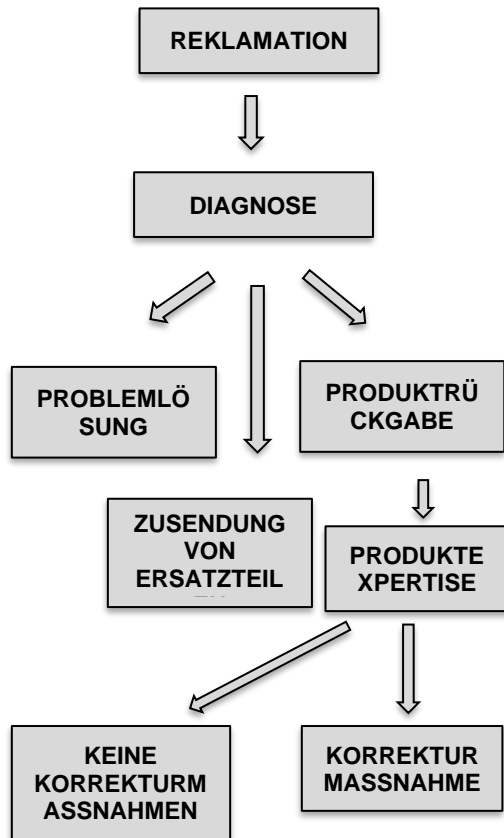 REKLAMATION
DIAGNOSE
PROBLEMLÖ
SUNG
PRODUKTRÜ
CKGABE
ZUSENDUNG
VON
ERSATZTEIL
PRODUKTE
XPERTISE
KEINE
KORREKTURM
ASSNAHMEN
KORREKTUR
MASSNAHME